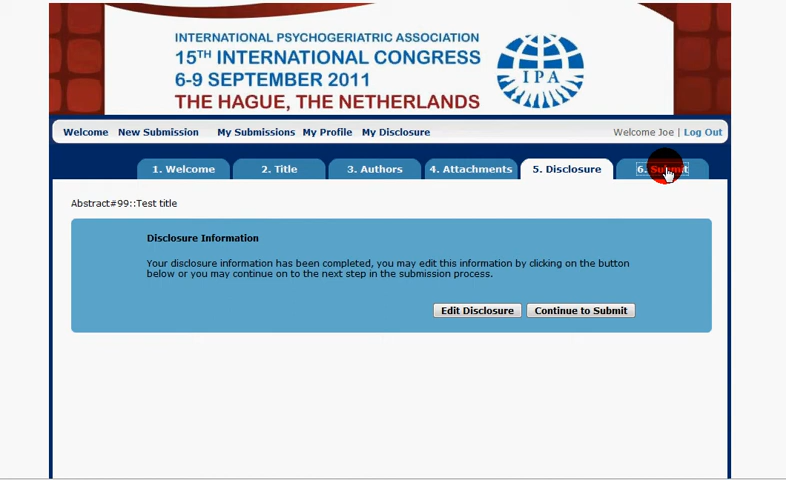 INTERNATIONAL PSYCHOGERIATRIC ASSOCIATION
15TH INTERNATIONAL CONGRESS
6-9 SEPTEMBER 2011
THE HAGUE, THE NETHERLANDS
IPA
Welcome New Submission My Submissions My Profile My Disclosure Welcome Joe | Log Out
1. Welcome 2. Title 3. Authors 4. Attachments 5. Disclosure 6. Submit
Abstract#99::Test title
Disclosure Information
Your disclosure information has been completed, you may edit this information by clicking on the button
below or you may continue on to the next step in the submission process.
Edit Disclosure Continue to Submit